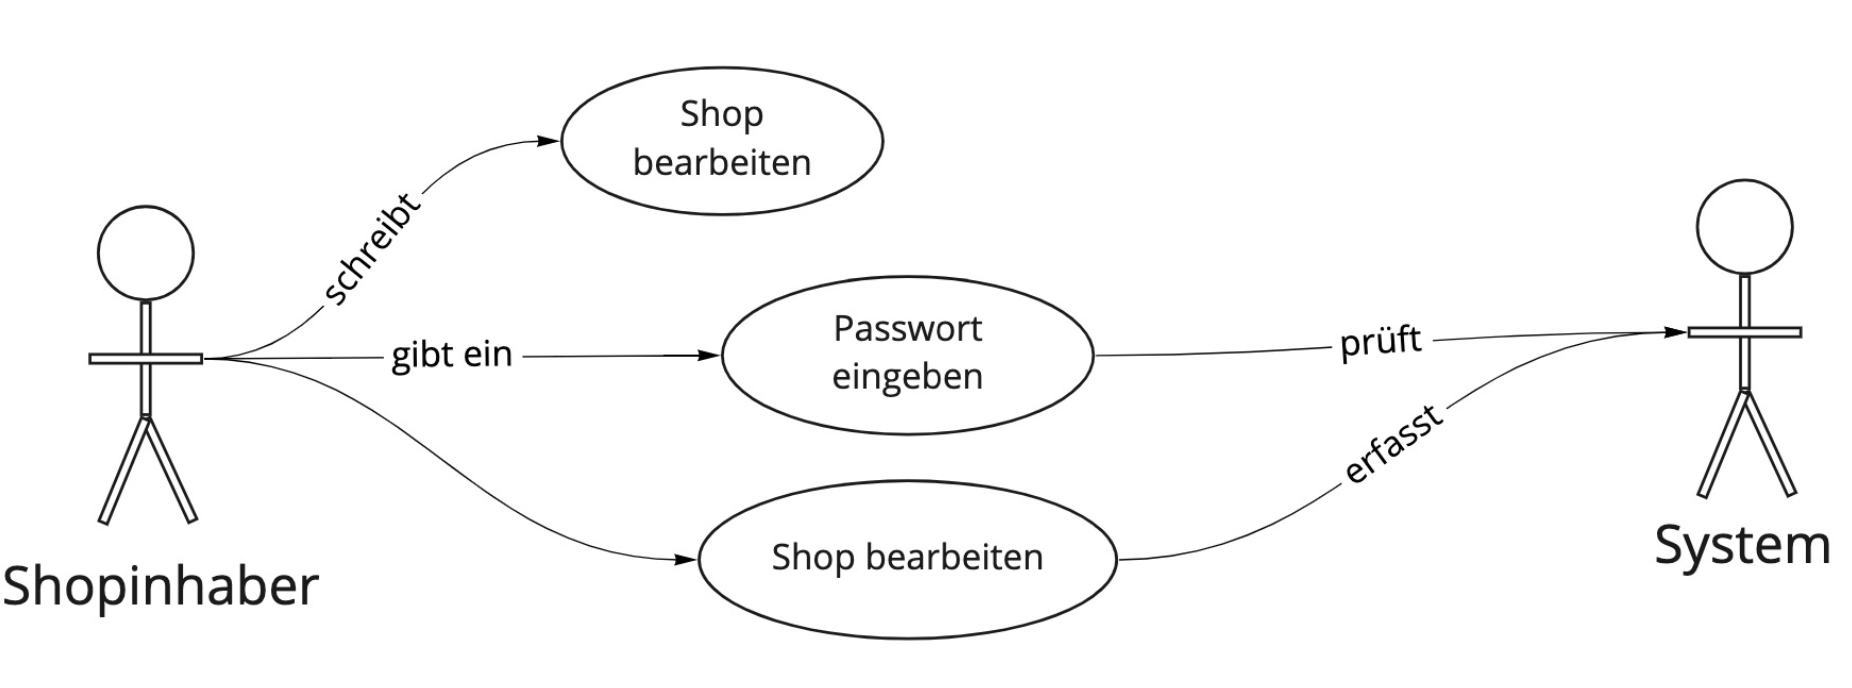 Shop
bearbeiten
schreibt
gibt ein
Passwort
eingeben
prüft
erfasst
Shop bearbeiten
Shopinhaber
System